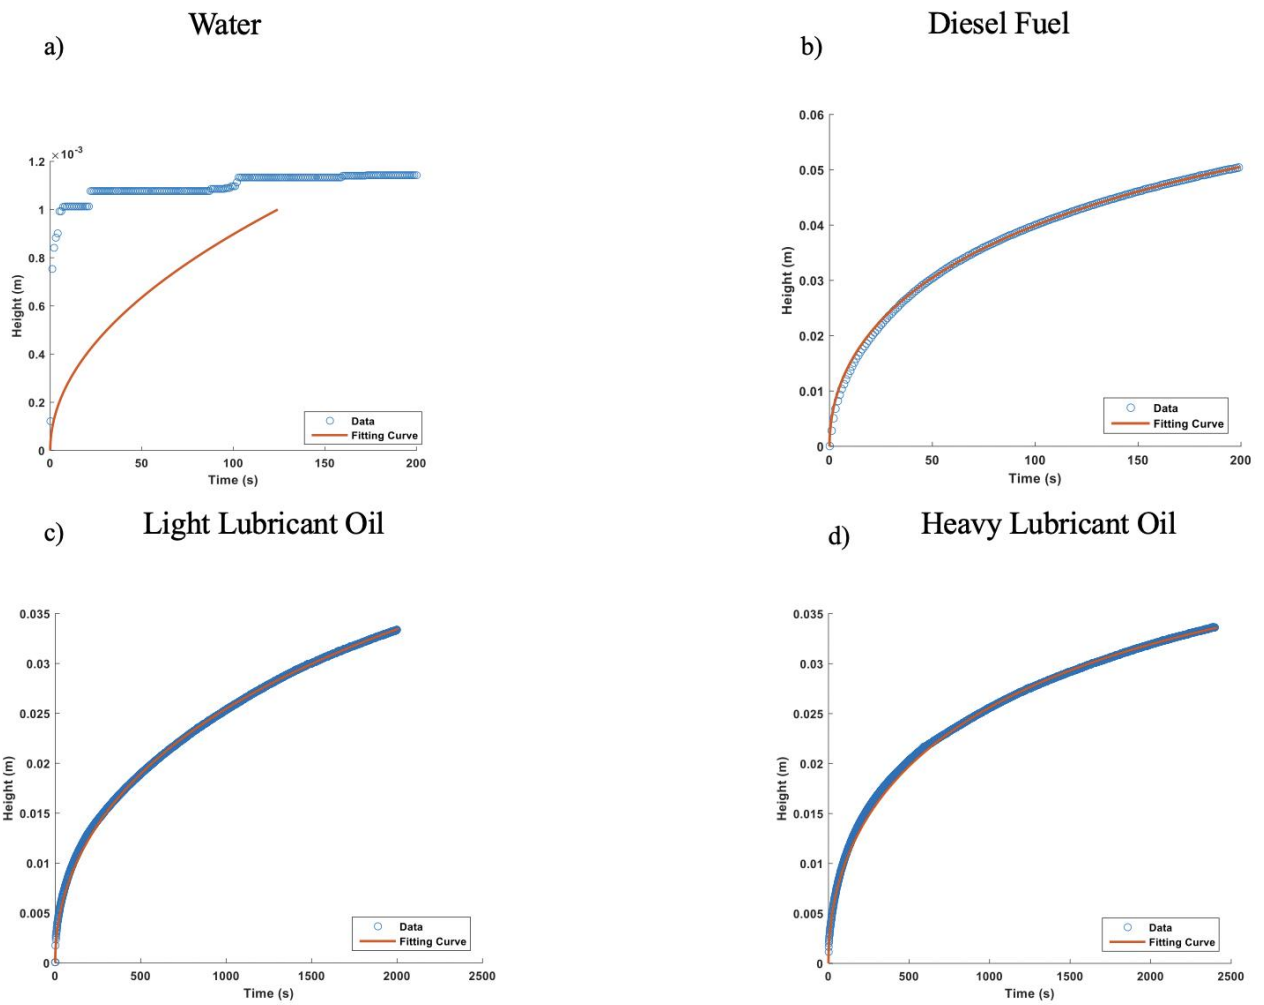 Water
a)
×10⁻³
1.2
1
0.8
0.6
0.4
0.2
0
Height (m)
0 50 100 150 200
Time (s)
Data
Fitting Curve
Diesel Fuel
b)
0.06
0.05
0.04
0.03
0.02
0.01
0
Height (m)
0 50 100 150 200
Time (s)
Data
Fitting Curve
Light Lubricant Oil
c)
0.035
0.03
0.025
0.02
0.015
0.01
0.005
0
Height (m)
0 500 1000 1500 2000 2500
Time (s)
Data
Fitting Curve
Heavy Lubricant Oil
d)
0.035
0.03
0.025
0.02
0.015
0.01
0.005
0
Height (m)
0 500 1000 1500 2000 2500
Time (s)
Data
Fitting Curve